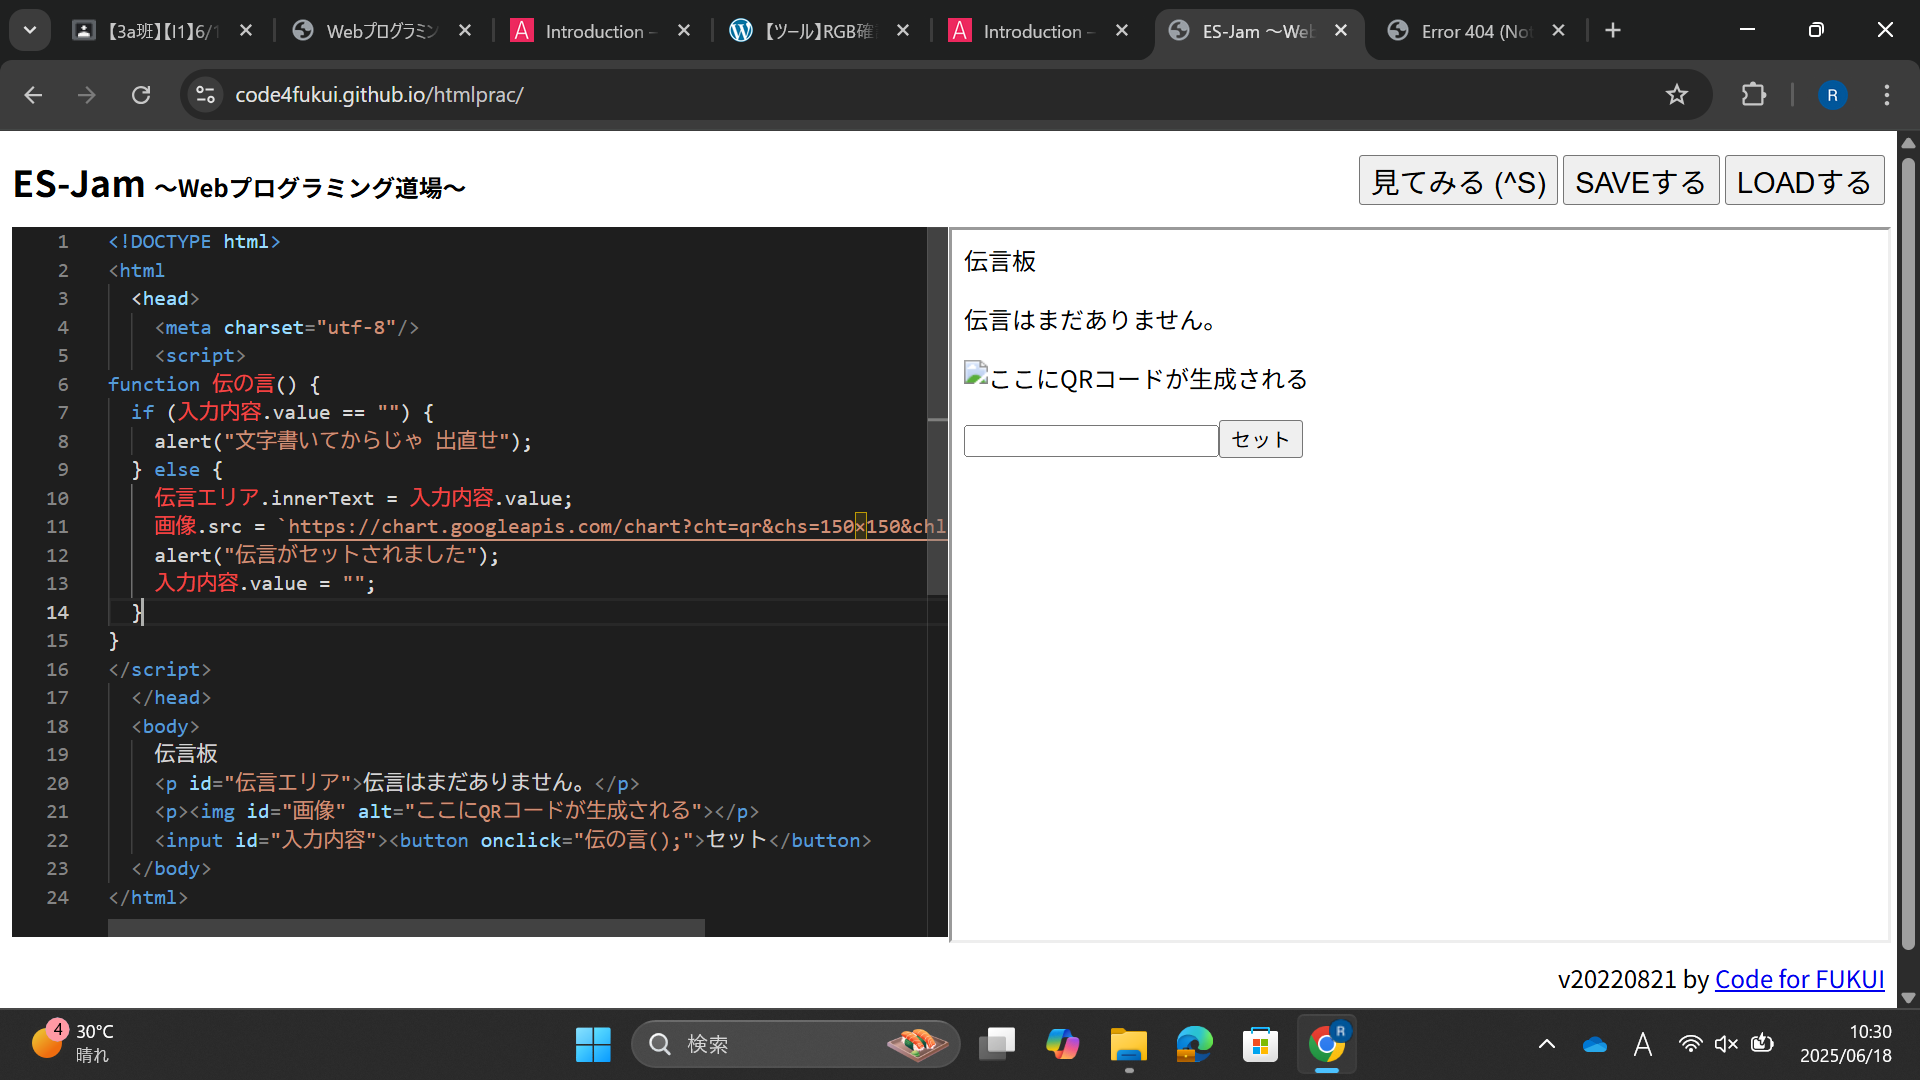 【3a班】【I1】6/1
Webプログラミン
Introduction –
【ツール】RGB確
Introduction –
ES-Jam 〜Web
Error 404 (Not
code4fukui.github.io/htmlprac/
R
ES-Jam 〜Webプログラミング道場〜
見てみる (^S)
SAVEする
LOADする
1 <!DOCTYPE html>
2 <html
3 <head>
4 <meta charset="utf-8"/>
5 <script>
6 function 伝の言() {
7 if (入力内容.value == "") {
8 alert("文字書いてからじゃ 出直せ");
9 } else {
10 伝言エリア.innerText = 入力内容.value;
11 画像.src = `https://chart.googleapis.com/chart?cht=qr&chs=150×150&chl
12 alert("伝言がセットされました");
13 入力内容.value = "";
14 }
15 }
16 </script>
17 </head>
18 <body>
19 伝言板
20 <p id="伝言エリア">伝言はまだありません。</p>
21 <p><img id="画像" alt="ここにQRコードが生成される"></p>
22 <input id="入力内容"><button onclick="伝の言();">セット</button>
23 </body>
24 </html>
伝言板
伝言はまだありません。
ここにQRコードが生成される
セット
v20220821 by Code for FUKUI
4
30°C
晴れ
検索
R
A
10:30
2025/06/18